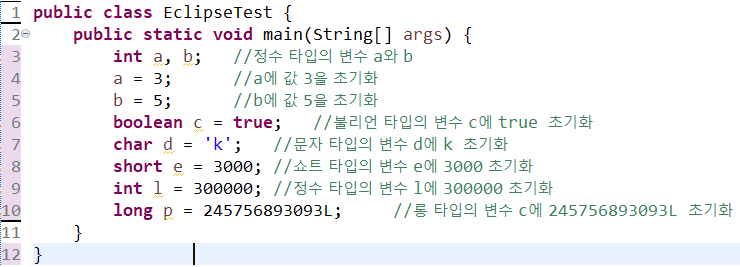 1 public class EclipseTest {
2 public static void main(String[] args) {
3 int a, b; //정수 타입의 변수 a와 b
4 a = 3; //a에 값 3을 초기화
5 b = 5; //b에 값 5을 초기화
6 boolean c = true; //불리언 타입의 변수 c에 true 초기화
7 char d = 'k'; //문자 타입의 변수 d에 k 초기화
8 short e = 3000; //쇼트 타입의 변수 e에 3000 초기화
9 int l = 300000; //정수 타입의 변수 l에 300000 초기화
10 long p = 245756893093L; //롱 타입의 변수 c에 245756893093L 초기화
11 }
12 }